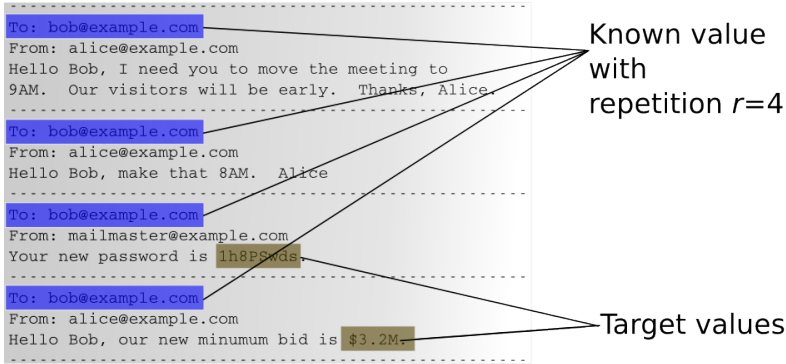 To: bob@example.com
From: alice@example.com
Hello Bob, I need you to move the meeting to
9AM. Our visitors will be early. Thanks, Alice.
To: bob@example.com
From: alice@example.com
Hello Bob, make that 8AM. Alice
To: bob@example.com
From: mailmaster@example.com
Your new password is 1h8PSwds.
To: bob@example.com
From: alice@example.com
Hello Bob, our new minumum bid is $3.2M.
Known value
with
repetition r=4
Target values